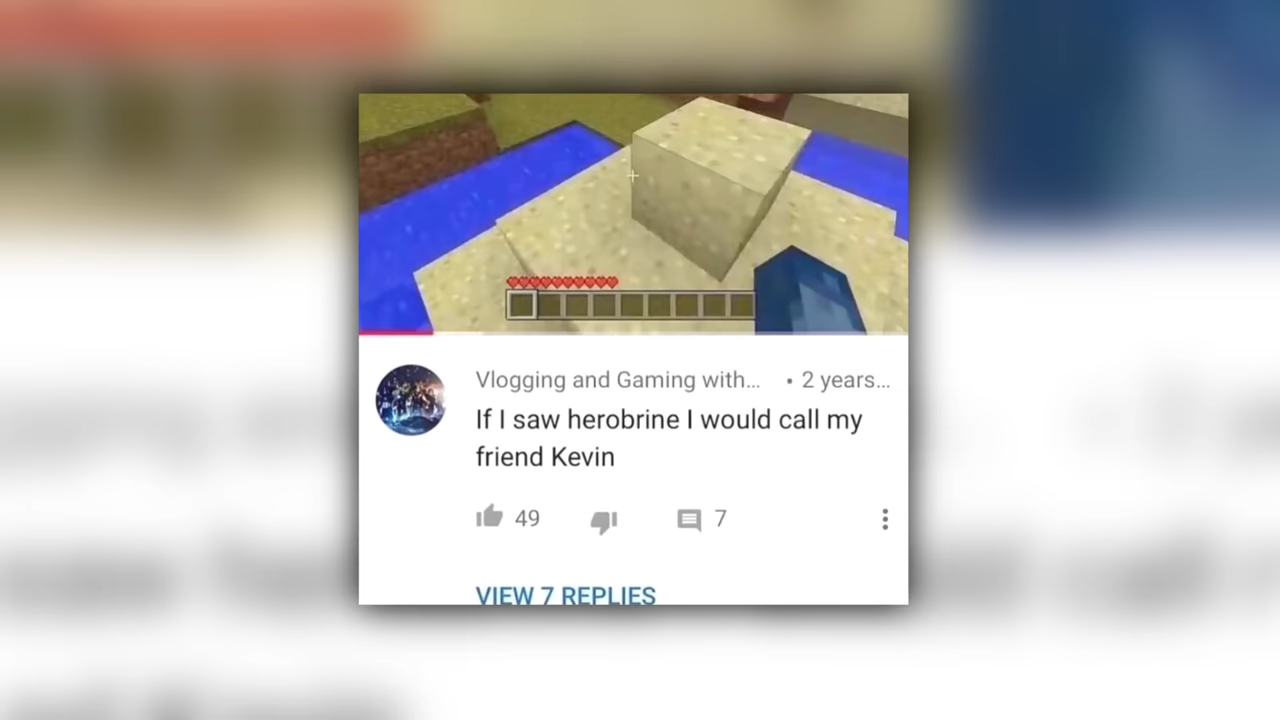 Vlogging and Gaming with... • 2 years...
If I saw herobrine I would call my
friend Kevin
49
7
VIEW 7 REPLIES